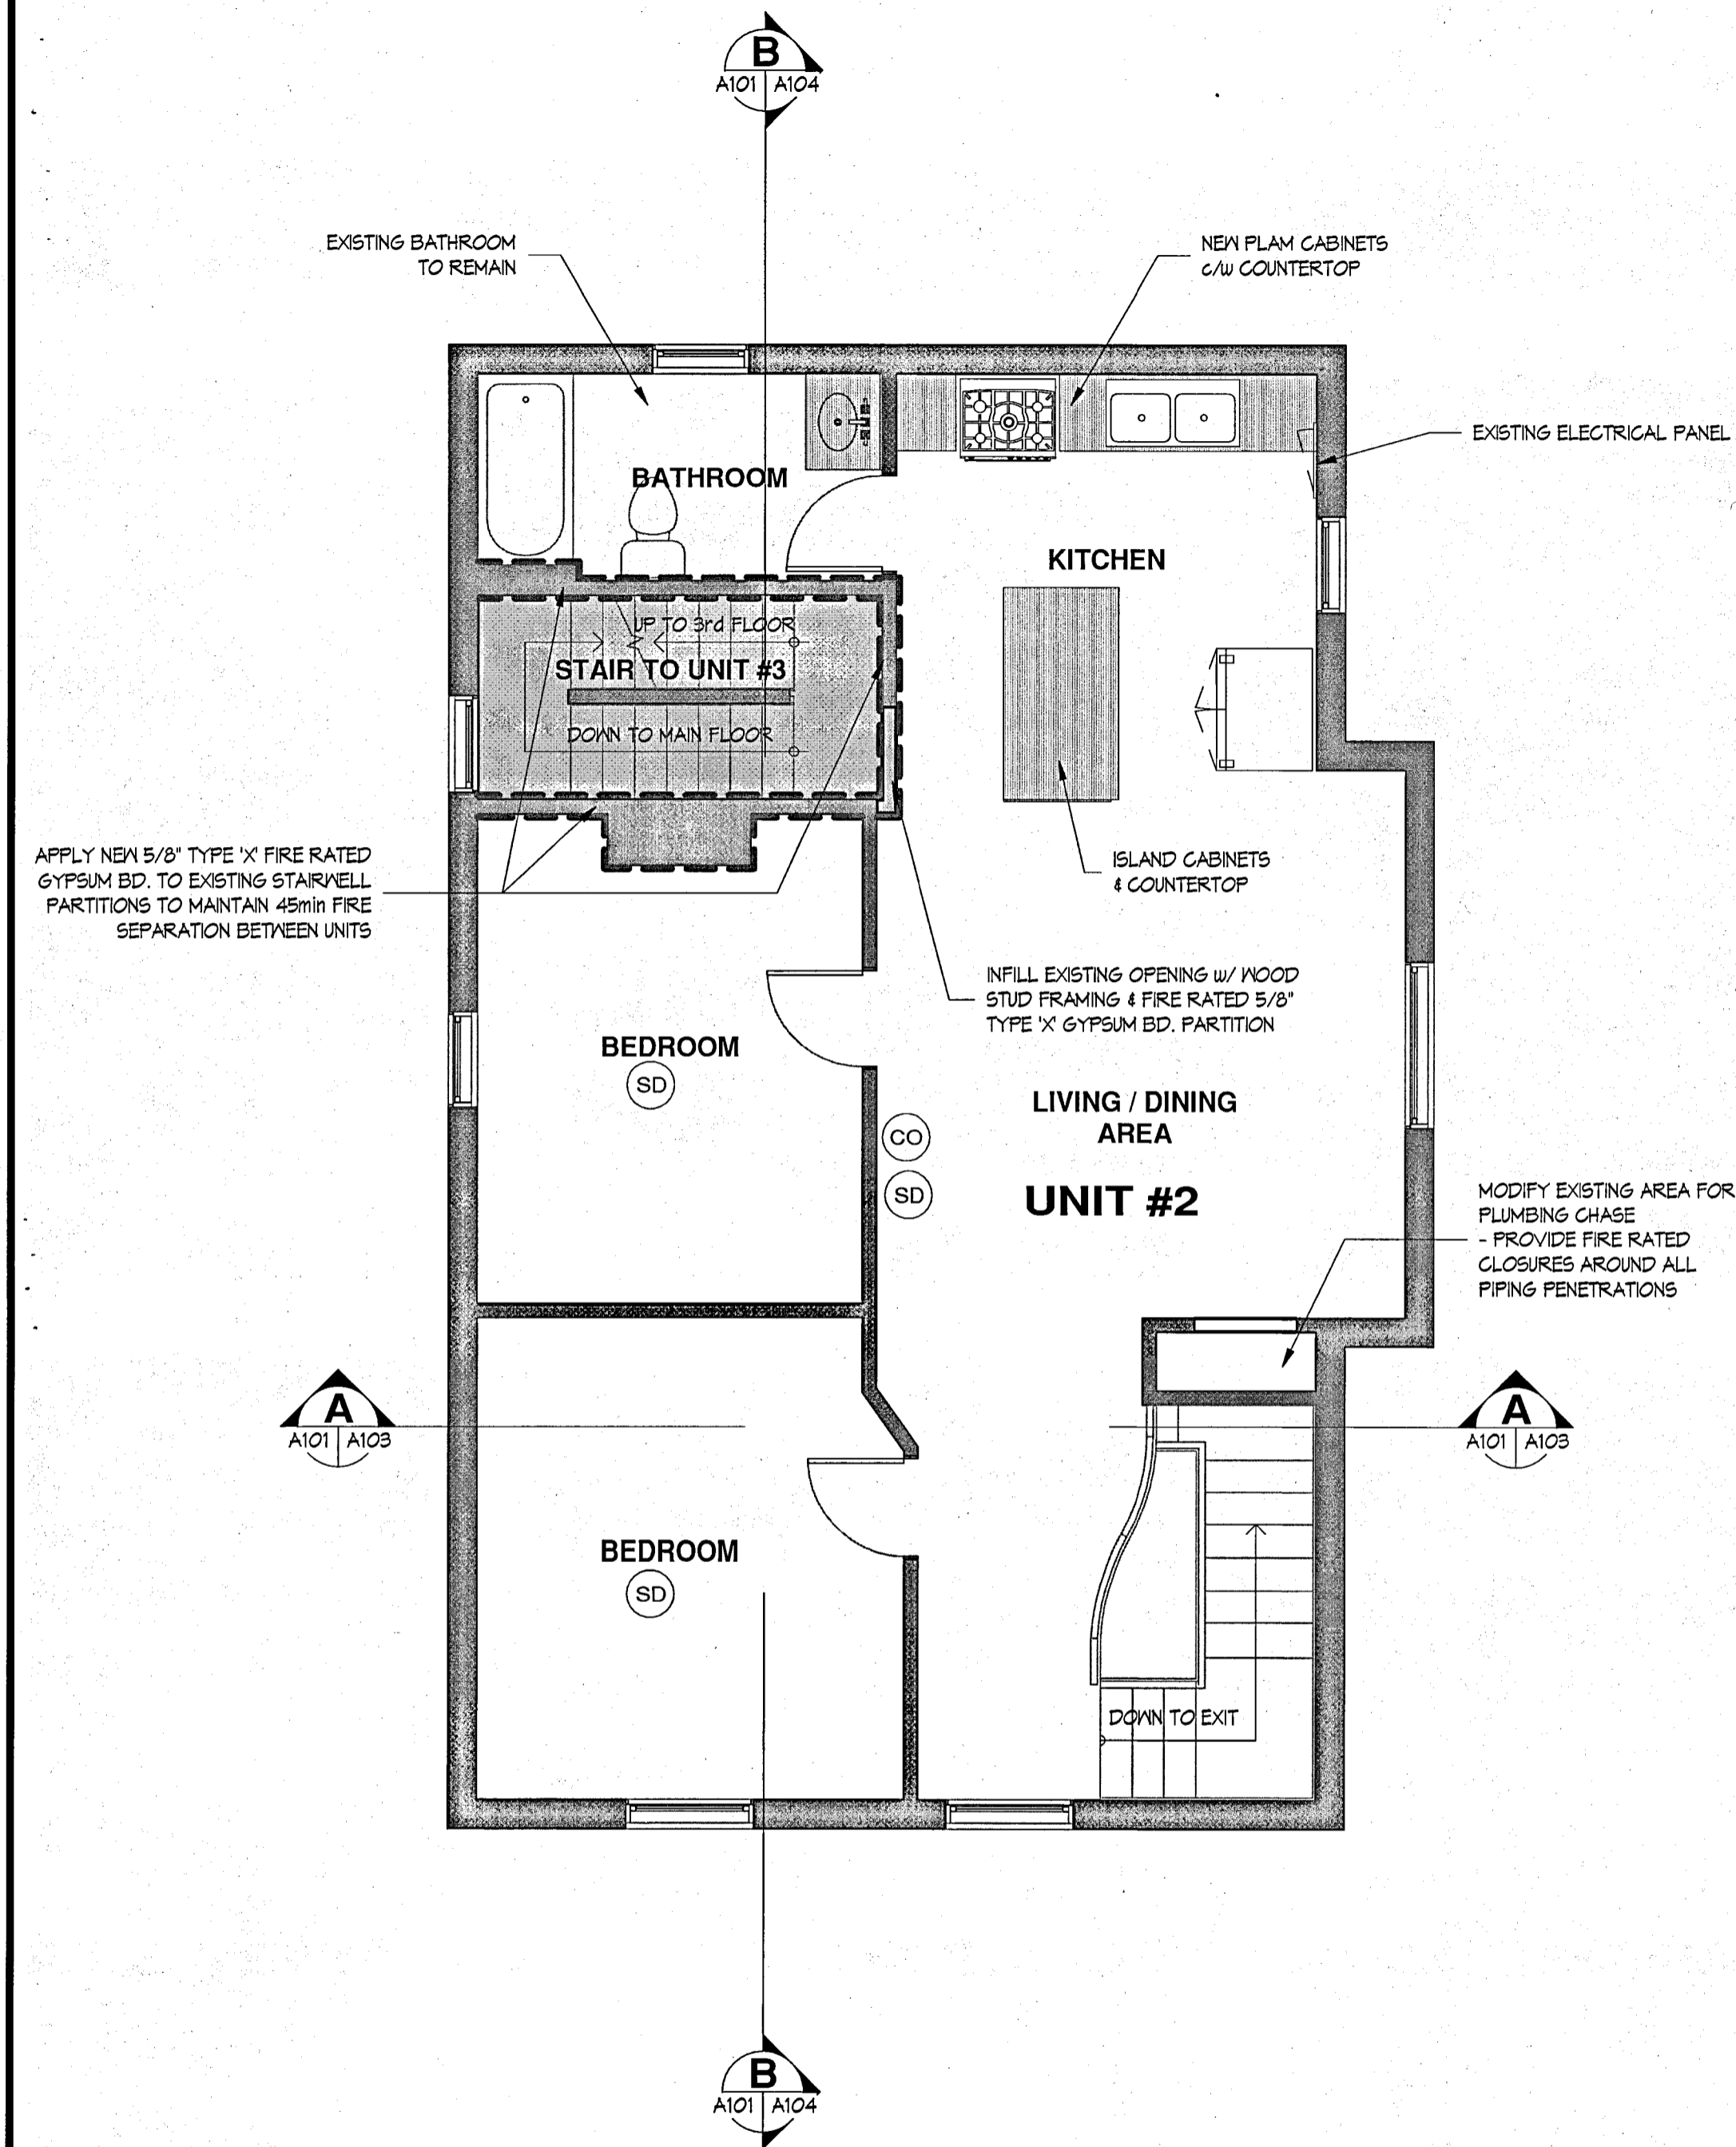 B
A101 A104
EXISTING BATHROOM
TO REMAIN
NEW PLAM CABINETS
c/w COUNTERTOP
EXISTING ELECTRICAL PANEL
BATHROOM
KITCHEN
UP TO 3rd FLOOR
STAIR TO UNIT #3
DOWN TO MAIN FLOOR
APPLY NEW 5/8" TYPE 'X' FIRE RATED
GYPSUM BD. TO EXISTING STAIRWELL
PARTITIONS TO MAINTAIN 45min FIRE
SEPARATION BETWEEN UNITS
ISLAND CABINETS
& COUNTERTOP
INFILL EXISTING OPENING w/ WOOD
STUD FRAMING & FIRE RATED 5/8"
TYPE 'X' GYPSUM BD. PARTITION
BEDROOM
SD
LIVING / DINING
AREA
CO
SD
UNIT #2
MODIFY EXISTING AREA FOR
PLUMBING CHASE
- PROVIDE FIRE RATED
CLOSURES AROUND ALL
PIPING PENETRATIONS
A
A101 A103
A
A101 A103
BEDROOM
SD
DOWN TO EXIT
B
A101 A104